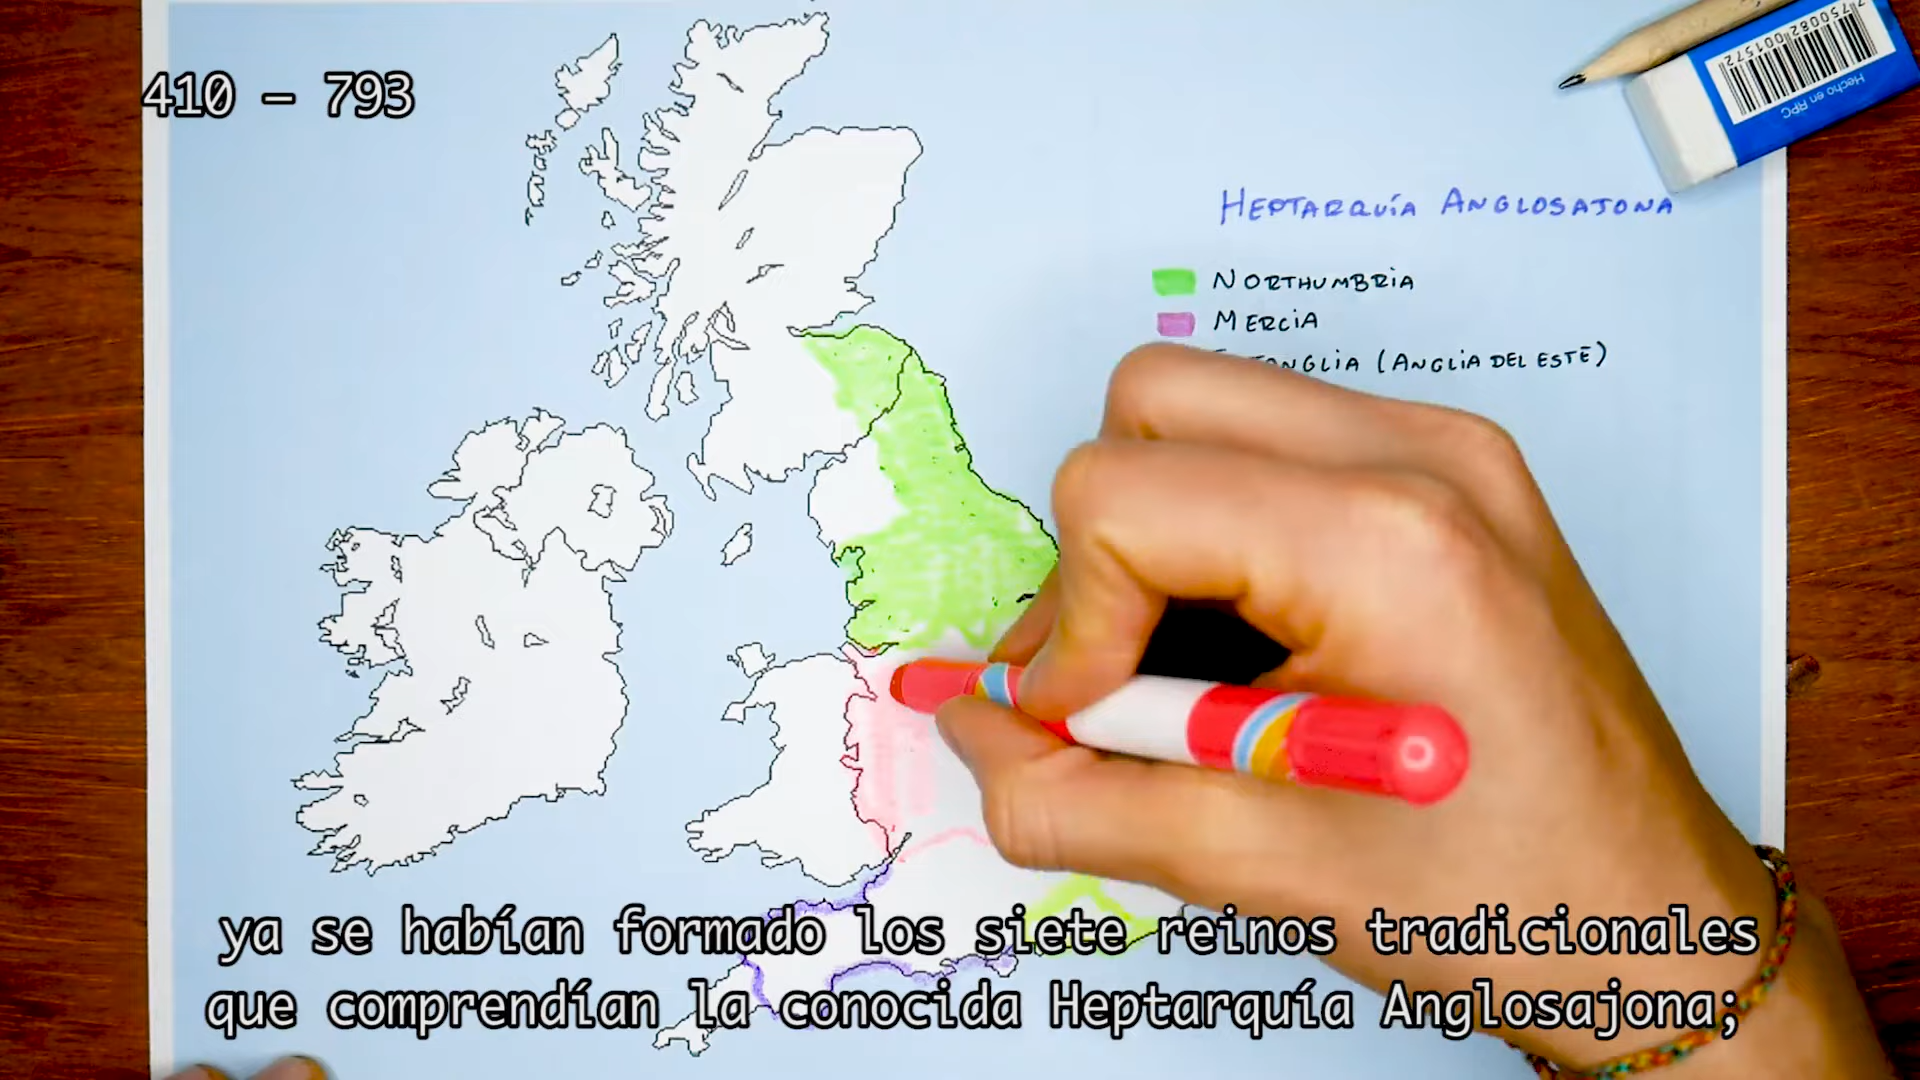 410 – 793
HEPTARQUÍA ANGLOSAJONA
NORTHUMBRIA
MERCIA
(ANGLIA DEL ESTE)
ya se habían formado los siete reinos tradicionales
que comprendían la conocida Heptarquía Anglosajona;
7750082001572
Hecho en RPC